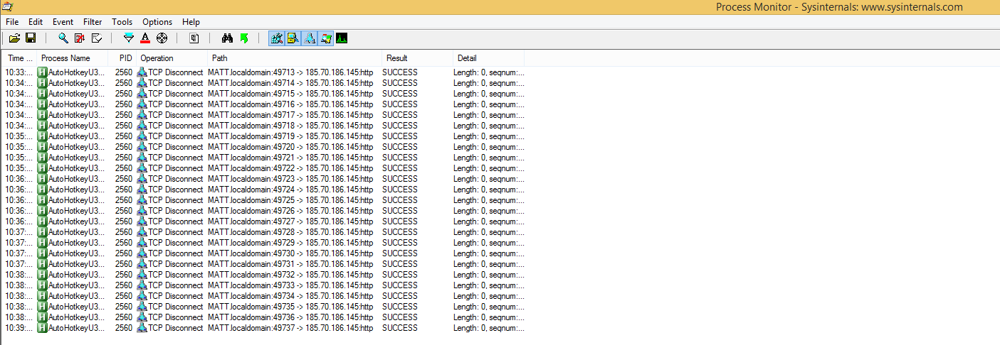 Process Monitor - Sysinternals: www.sysinternals.com
File Edit Event Filter Tools Options Help
Time ... Process Name PID Operation Path Result Detail
10:33:... AutoHotkeyU3... 2560 TCP Disconnect MATT.localdomain:49713 -> 185.70.186.145:http SUCCESS Length: 0, seqnum:...
10:34:... AutoHotkeyU3... 2560 TCP Disconnect MATT.localdomain:49714 -> 185.70.186.145:http SUCCESS Length: 0, seqnum:...
10:34:... AutoHotkeyU3... 2560 TCP Disconnect MATT.localdomain:49715 -> 185.70.186.145:http SUCCESS Length: 0, seqnum:...
10:34:... AutoHotkeyU3... 2560 TCP Disconnect MATT.localdomain:49716 -> 185.70.186.145:http SUCCESS Length: 0, seqnum:...
10:34:... AutoHotkeyU3... 2560 TCP Disconnect MATT.localdomain:49717 -> 185.70.186.145:http SUCCESS Length: 0, seqnum:...
10:34:... AutoHotkeyU3... 2560 TCP Disconnect MATT.localdomain:49718 -> 185.70.186.145:http SUCCESS Length: 0, seqnum:...
10:35:... AutoHotkeyU3... 2560 TCP Disconnect MATT.localdomain:49719 -> 185.70.186.145:http SUCCESS Length: 0, seqnum:...
10:35:... AutoHotkeyU3... 2560 TCP Disconnect MATT.localdomain:49720 -> 185.70.186.145:http SUCCESS Length: 0, seqnum:...
10:35:... AutoHotkeyU3... 2560 TCP Disconnect MATT.localdomain:49721 -> 185.70.186.145:http SUCCESS Length: 0, seqnum:...
10:35:... AutoHotkeyU3... 2560 TCP Disconnect MATT.localdomain:49722 -> 185.70.186.145:http SUCCESS Length: 0, seqnum:...
10:36:... AutoHotkeyU3... 2560 TCP Disconnect MATT.localdomain:49723 -> 185.70.186.145:http SUCCESS Length: 0, seqnum:...
10:36:... AutoHotkeyU3... 2560 TCP Disconnect MATT.localdomain:49724 -> 185.70.186.145:http SUCCESS Length: 0, seqnum:...
10:36:... AutoHotkeyU3... 2560 TCP Disconnect MATT.localdomain:49725 -> 185.70.186.145:http SUCCESS Length: 0, seqnum:...
10:36:... AutoHotkeyU3... 2560 TCP Disconnect MATT.localdomain:49726 -> 185.70.186.145:http SUCCESS Length: 0, seqnum:...
10:36:... AutoHotkeyU3... 2560 TCP Disconnect MATT.localdomain:49727 -> 185.70.186.145:http SUCCESS Length: 0, seqnum:...
10:37:... AutoHotkeyU3... 2560 TCP Disconnect MATT.localdomain:49728 -> 185.70.186.145:http SUCCESS Length: 0, seqnum:...
10:37:... AutoHotkeyU3... 2560 TCP Disconnect MATT.localdomain:49729 -> 185.70.186.145:http SUCCESS Length: 0, seqnum:...
10:37:... AutoHotkeyU3... 2560 TCP Disconnect MATT.localdomain:49730 -> 185.70.186.145:http SUCCESS Length: 0, seqnum:...
10:37:... AutoHotkeyU3... 2560 TCP Disconnect MATT.localdomain:49731 -> 185.70.186.145:http SUCCESS Length: 0, seqnum:...
10:38:... AutoHotkeyU3... 2560 TCP Disconnect MATT.localdomain:49732 -> 185.70.186.145:http SUCCESS Length: 0, seqnum:...
10:38:... AutoHotkeyU3... 2560 TCP Disconnect MATT.localdomain:49733 -> 185.70.186.145:http SUCCESS Length: 0, seqnum:...
10:38:... AutoHotkeyU3... 2560 TCP Disconnect MATT.localdomain:49734 -> 185.70.186.145:http SUCCESS Length: 0, seqnum:...
10:38:... AutoHotkeyU3... 2560 TCP Disconnect MATT.localdomain:49735 -> 185.70.186.145:http SUCCESS Length: 0, seqnum:...
10:38:... AutoHotkeyU3... 2560 TCP Disconnect MATT.localdomain:49736 -> 185.70.186.145:http SUCCESS Length: 0, seqnum:...
10:39:... AutoHotkeyU3... 2560 TCP Disconnect MATT.localdomain:49737 -> 185.70.186.145:http SUCCESS Length: 0, seqnum:...